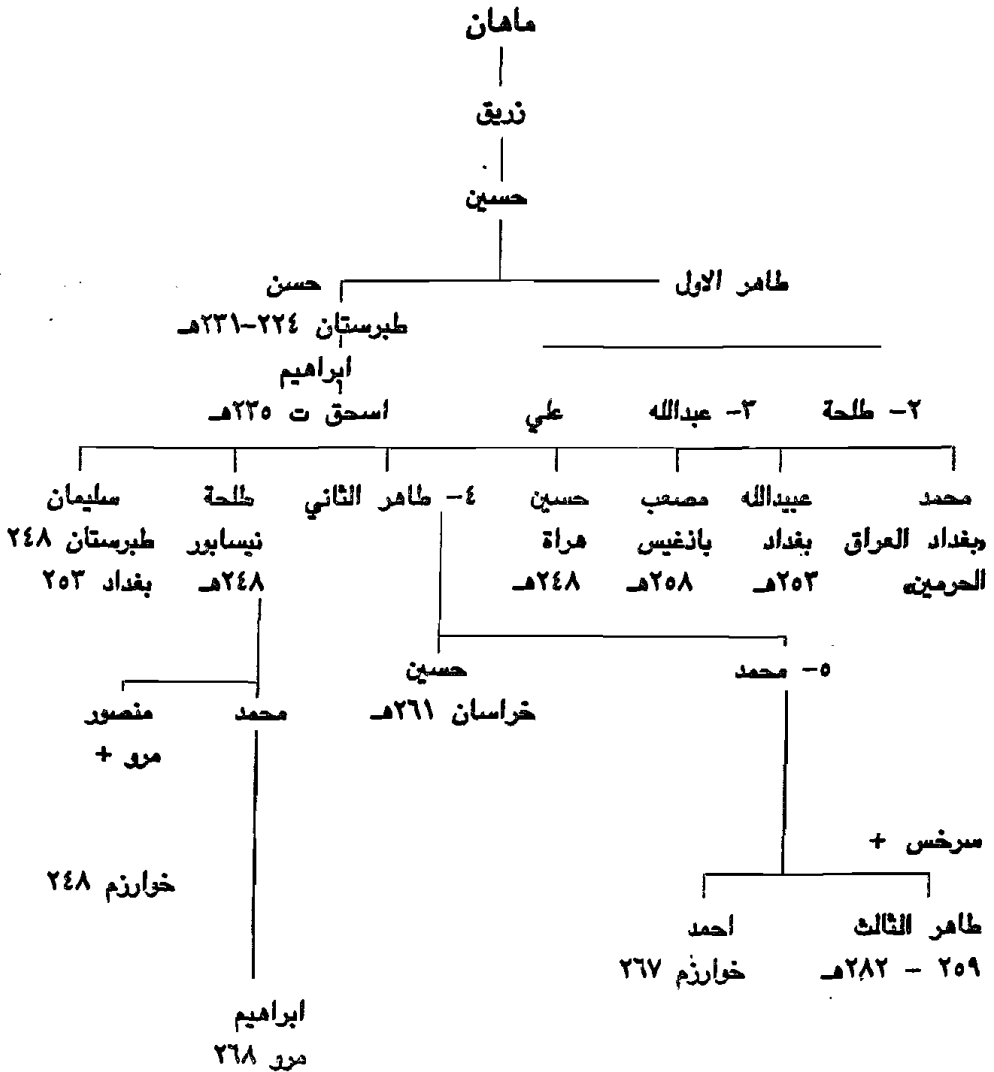 ماهان
زريق
حسين
طاهر الاول
حسن
طبرستان ٢٢٤-٢٣١هـ
ابراهيم
٢- طلحة
٣- عبدالله
علي
اسحق ت ٢٣٥هـ
محمد
«بغداد العراق
الحرمين»
عبيدالله
بغداد
٢٥٣هـ
مصعب
باذغيس
٢٥٨هـ
حسين
هراة
٢٤٨هـ
٤- طاهر الثاني
طلحة
نيسابور
٢٤٨هـ
سليمان
طبرستان ٢٤٨
بغداد ٢٥٣
٥- محمد
حسين
خراسان ٢٦١هـ
محمد
منصور
مرو +
سرخس +
خوارزم ٢٤٨
طاهر الثالث
٢٥٩ - ٢٨٢هـ
احمد
خوارزم ٢٦٧
ابراهيم
مرو ٢٦٨